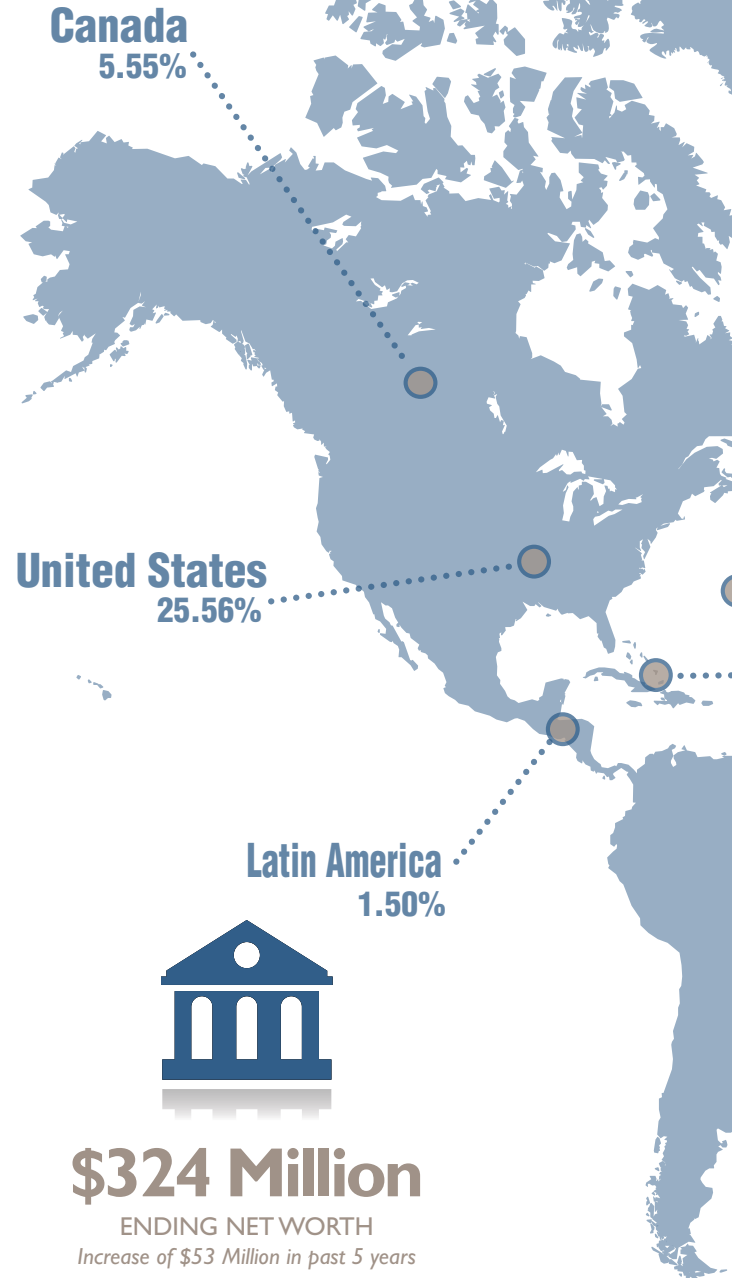 Canada
5.55%
United States
25.56%
Latin America
1.50%
$324 Million
ENDING NET WORTH
Increase of $53 Million in past 5 years